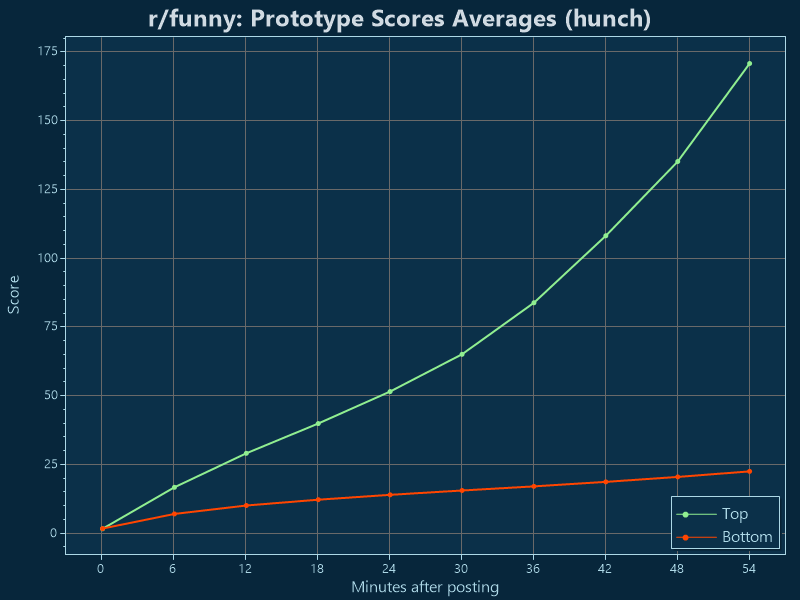 r/funny: Prototype Scores Averages (hunch)
175
150
125
100
75
50
25
0
Score
0 6 12 18 24 30 36 42 48 54
Minutes after posting
Top
Bottom